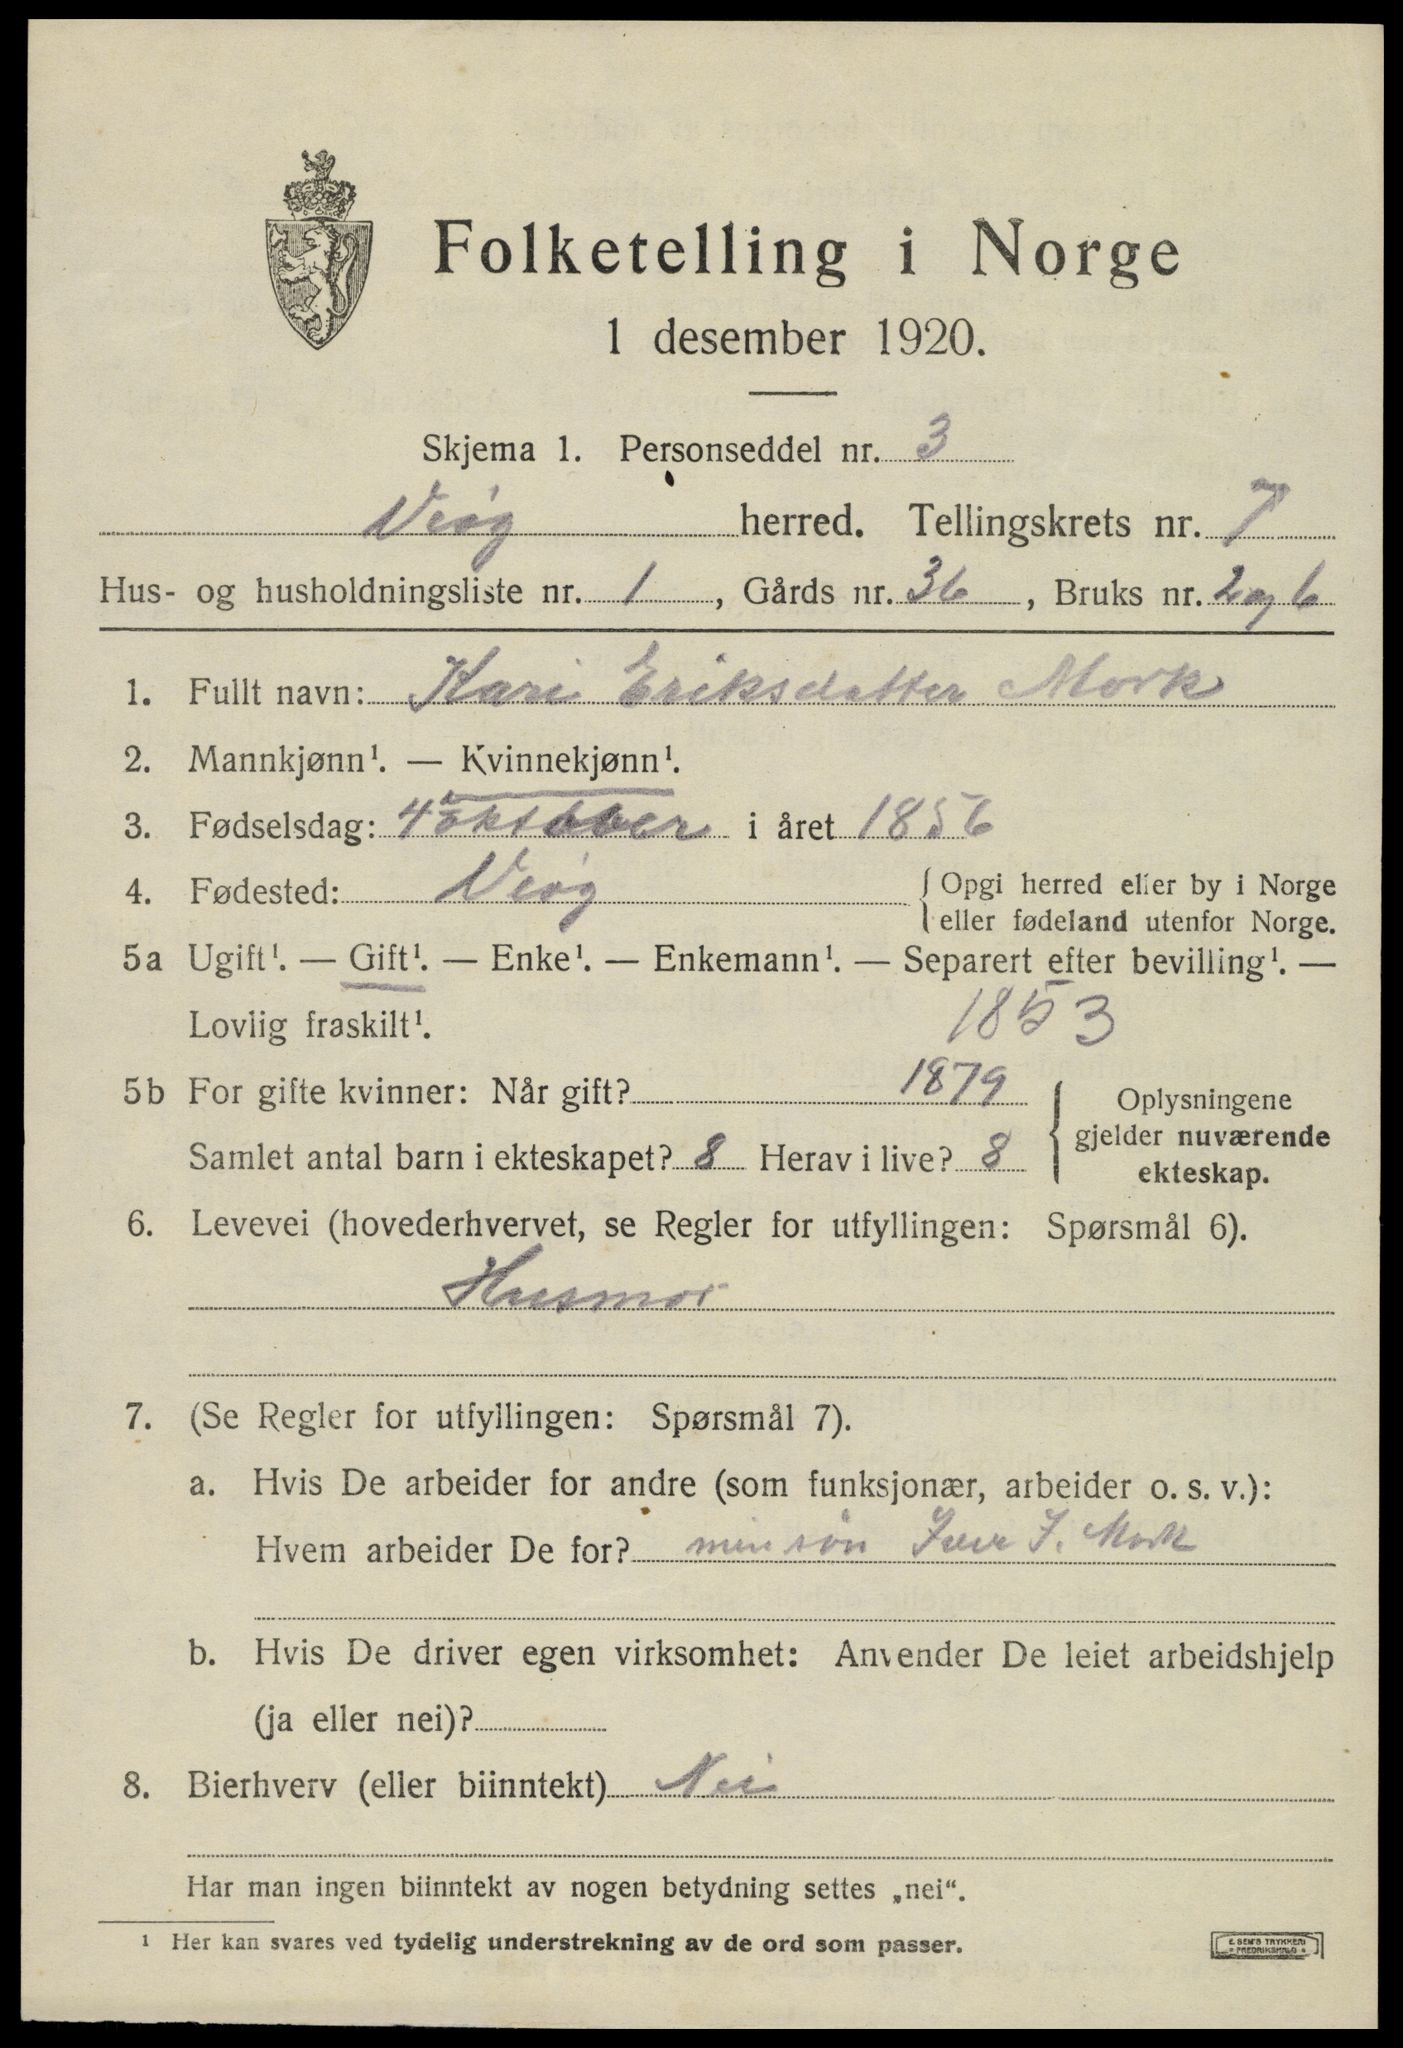 Folketelling i Norge
1 desember 1920.
Skjema 1. Personseddel nr. 3
Veøy herred. Tellingskrets nr. 7
Hus- og husholdningsliste nr. 1, Gårds nr. 36, Bruks nr. 2 og 6
1. Fullt navn: Kari Eriksdatter Mork
2. Mannkjønn¹. — Kvinnekjønn¹.
3. Fødselsdag: 4 oktober i året 1856
4. Fødested: Veøy { Opgi herred eller by i Norge
eller fødeland utenfor Norge.
5a Ugift¹. — Gift¹. — Enke¹. — Enkemann¹. — Separert efter bevilling¹. —
Lovlig fraskilt¹. 1853
5b For gifte kvinner: Når gift? 1879
Samlet antal barn i ekteskapet? 8 Herav i live? 8
{ Oplysningene
gjelder nuværende
ekteskap.
6. Levevei (hovederhvervet, se Regler for utfyllingen: Spørsmål 6).
Husmor
7. (Se Regler for utfyllingen: Spørsmål 7).
a. Hvis De arbeider for andre (som funksjonær, arbeider o. s. v.):
Hvem arbeider De for? min søn Iver I. Mork
b. Hvis De driver egen virksomhet: Anvender De leiet arbeidshjelp
(ja eller nei)?
8. Bierhverv (eller biinntekt) Nei
Har man ingen biinntekt av nogen betydning settes „nei“.
¹ Her kan svares ved tydelig understrekning av de ord som passer.
E. SEM'S TRYKKERI
FREDRIKSHALD